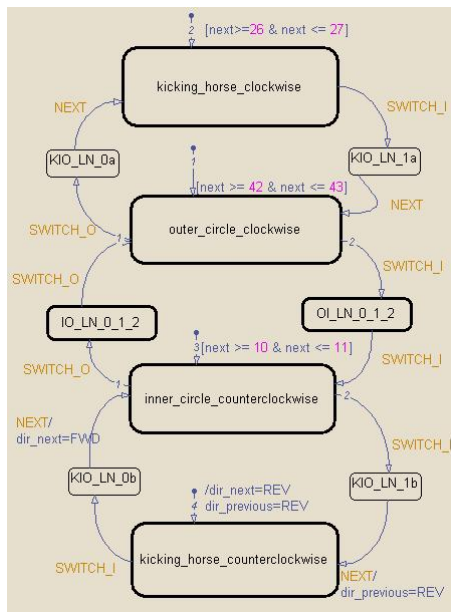 2 [next>=26 & next <= 27]
kicking_horse_clockwise
NEXT
SWITCH_I
KIO_LN_0a
KIO_LN_1a
1
[next >= 42 & next <= 43]
NEXT
SWITCH_O
1 outer_circle_clockwise 2
SWITCH_O
SWITCH_I
IO_LN_0_1_2
OI_LN_0_1_2
3 [next >= 10 & next <= 11]
SWITCH_I
SWITCH_O
1 inner_circle_counterclockwise 2
NEXT/
dir_next=FWD
SWITCH_I
KIO_LN_0b
KIO_LN_1b
/dir_next=REV
4 dir_previous=REV
SWITCH_I
kicking_horse_counterclockwise
NEXT/
dir_previous=REV